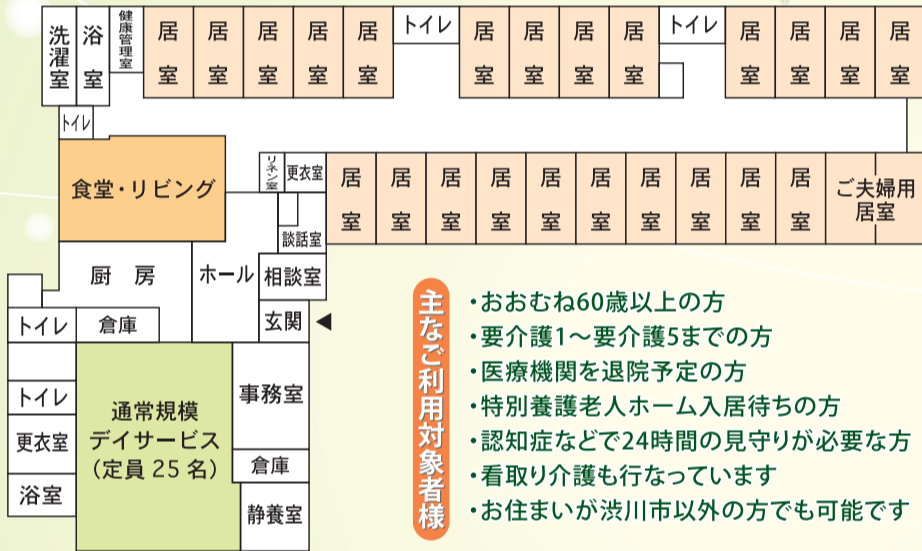 洗濯室
浴室
健康管理室
居室
居室
居室
居室
居室
トイレ
居室
居室
居室
居室
トイレ
居室
居室
居室
居室
トイレ
食堂・リビング
リネン室
更衣室
居室
居室
居室
居室
居室
居室
居室
居室
居室
居室
ご夫婦用
居室
談話室
厨房
ホール
相談室
トイレ
倉庫
玄関
トイレ
更衣室
浴室
通常規模
デイサービス
(定員 25 名)
事務室
倉庫
静養室
主なご利用対象者様
・おおむね60歳以上の方
・要介護1～要介護5までの方
・医療機関を退院予定の方
・特別養護老人ホーム入居待ちの方
・認知症などで24時間の見守りが必要な方
・看取り介護も行なっています
・お住まいが渋川市以外の方でも可能です